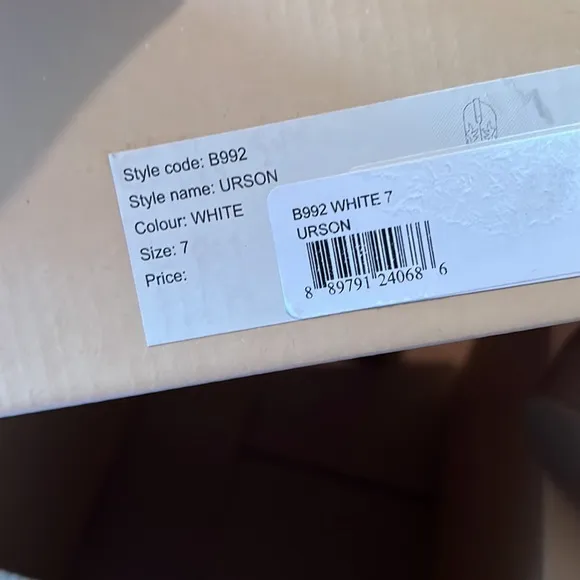 Style code: B992
Style name: URSON
Colour: WHITE
Size: 7
Price:
B992 WHITE 7
URSON
8 89791 24068 6